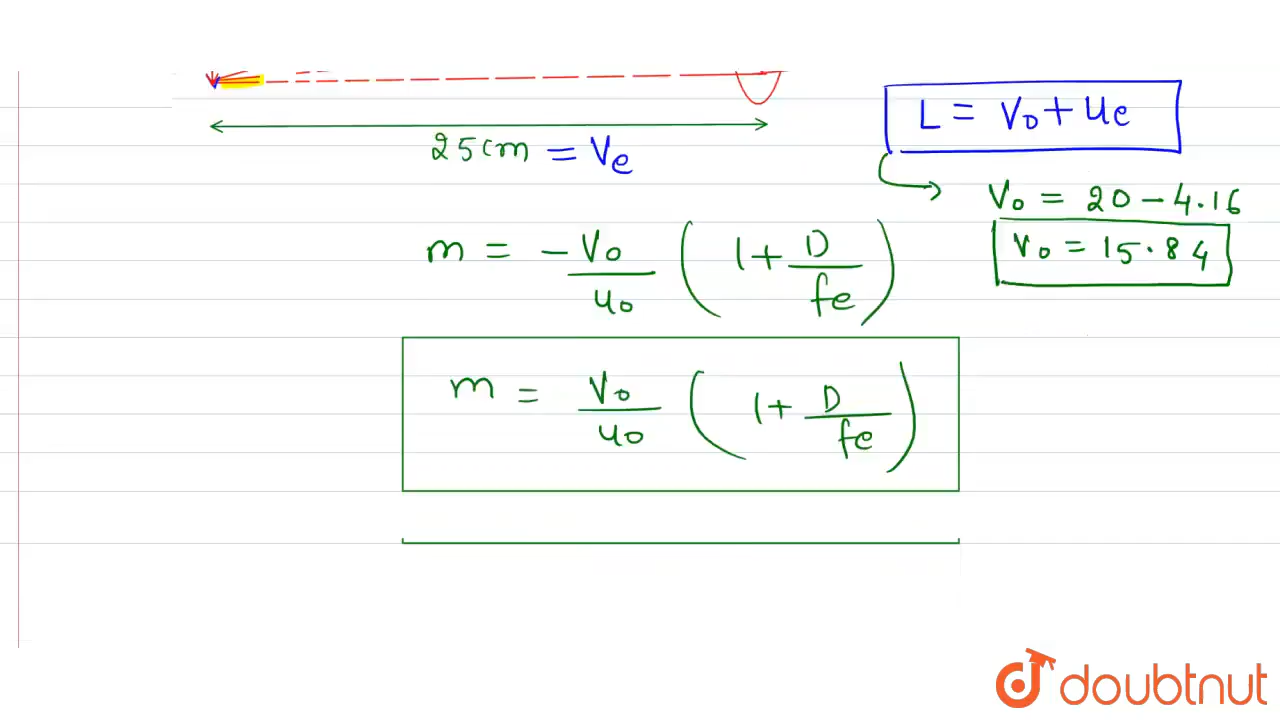 L = V₀ + Ue
25cm = Ve
V₀ = 20 - 4.16
V₀ = 15.84
m = -V₀/u₀ (1 + D/fe)
m = V₀/u₀ (1 + D/fe)
doubtnut